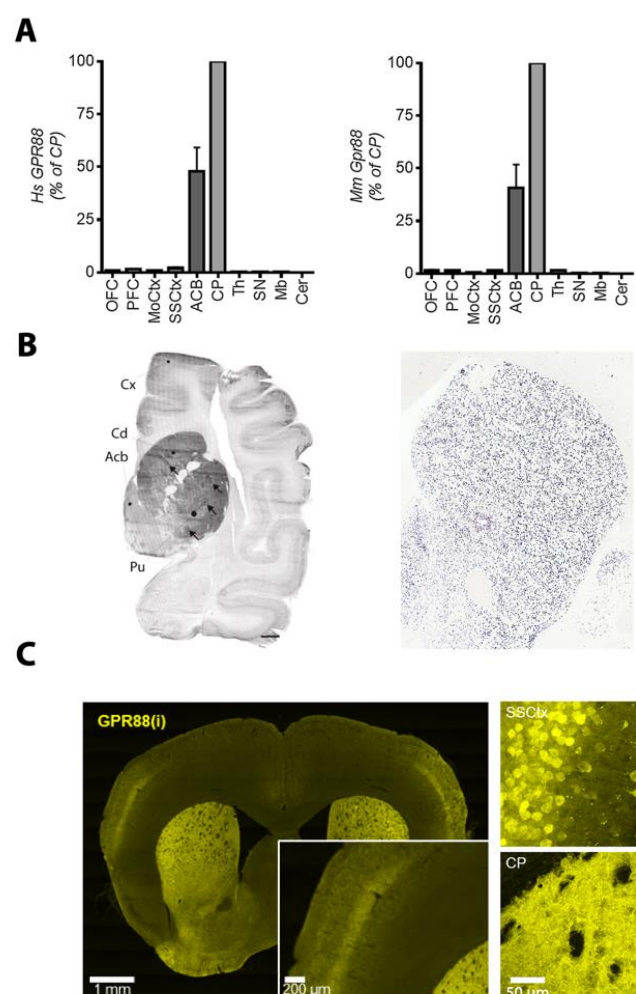 A
Hs GPR88
(% of CP)
100
75
50
25
0
OFC
PFC
MoCtx
SSCtx
ACB
CP
Th
SN
Mb
Cer
Mm Gpr88
(% of CP)
100
75
50
25
0
OFC
PFC
MoCtx
SSCtx
ACB
CP
Th
SN
Mb
Cer
B
Cx
Cd
Acb
Pu
C
GPR88(i)
1 mm
200 µm
SSCtx
CP
50 µm